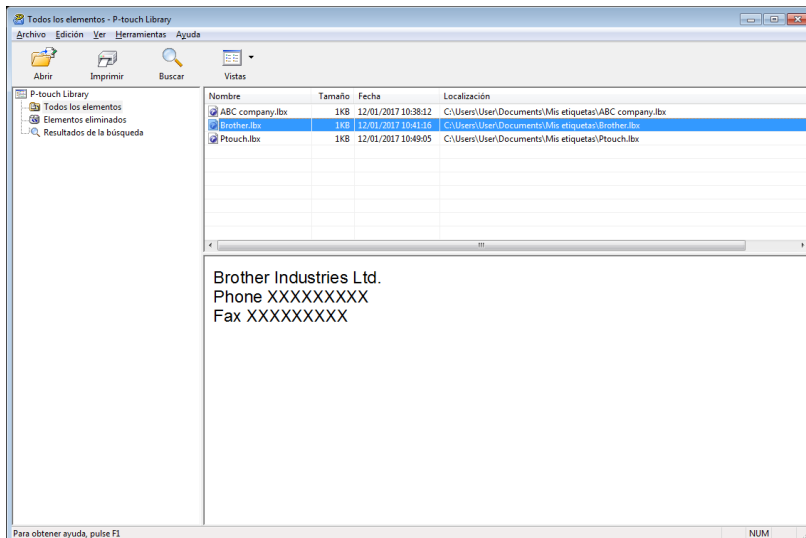 Todos los elementos - P-touch Library
Archivo Edición Ver Herramientas Ayuda
Abrir Imprimir Buscar Vistas
P-touch Library
Todos los elementos
Elementos eliminados
Resultados de la búsqueda
Nombre Tamaño Fecha Localización
ABC company.lbx 1KB 12/01/2017 10:38:12 C:\Users\User\Documents\Mis etiquetas\ABC company.lbx
Brother.lbx 1KB 12/01/2017 10:41:16 C:\Users\User\Documents\Mis etiquetas\Brother.lbx
Ptouch.lbx 1KB 12/01/2017 10:49:05 C:\Users\User\Documents\Mis etiquetas\Ptouch.lbx
Brother Industries Ltd.
Phone XXXXXXXXX
Fax XXXXXXXXX
Para obtener ayuda, pulse F1 NUM